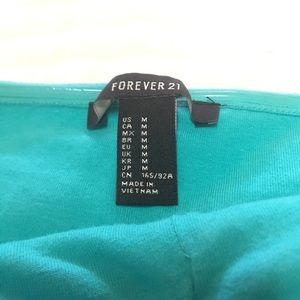 FOREVER 21
US M
CA M
MX M
BR M
EU M
UK M
KR M
JP M
CN 165/92A
MADE IN
VIETNAM